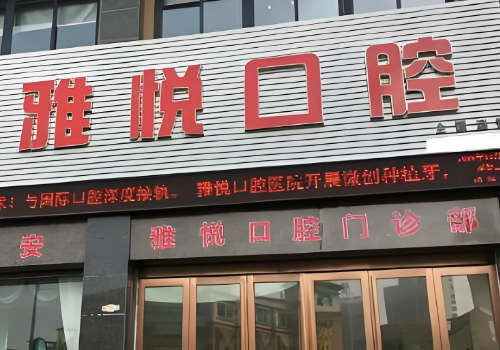 雅悦口腔
与国际口腔深度接轨。 雅悦口腔医院开展微创种植牙，
安 雅悦口腔门诊部